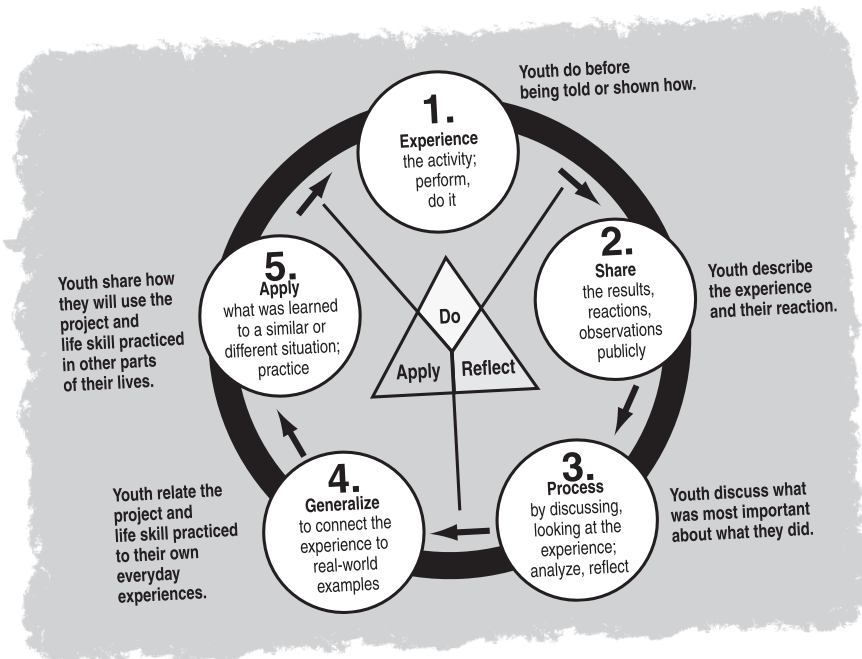 1.
Experience
the activity;
perform,
do it
Youth do before
being told or shown how.
2.
Share
the results,
reactions,
observations
publicly
Youth describe
the experience
and their reaction.
3.
Process
by discussing,
looking at the
experience;
analyze, reflect
Youth discuss what
was most important
about what they did.
4.
Generalize
to connect the
experience to
real-world
examples
Youth relate the
project and
life skill practiced
to their own
everyday
experiences.
5.
Apply
what was learned
to a similar or
different situation;
practice
Youth share how
they will use the
project and
life skill practiced
in other parts
of their lives.
Do
Apply
Reflect